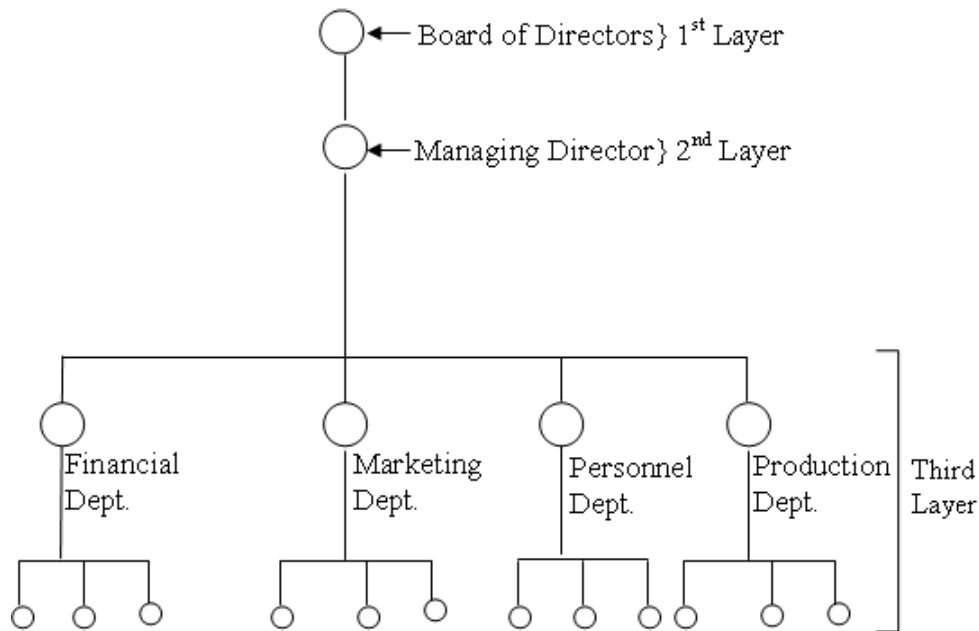 Board of Directors} 1st Layer
Managing Director} 2nd Layer
Financial
Dept.
Marketing
Dept.
Personnel
Dept.
Production
Dept.
Third
Layer